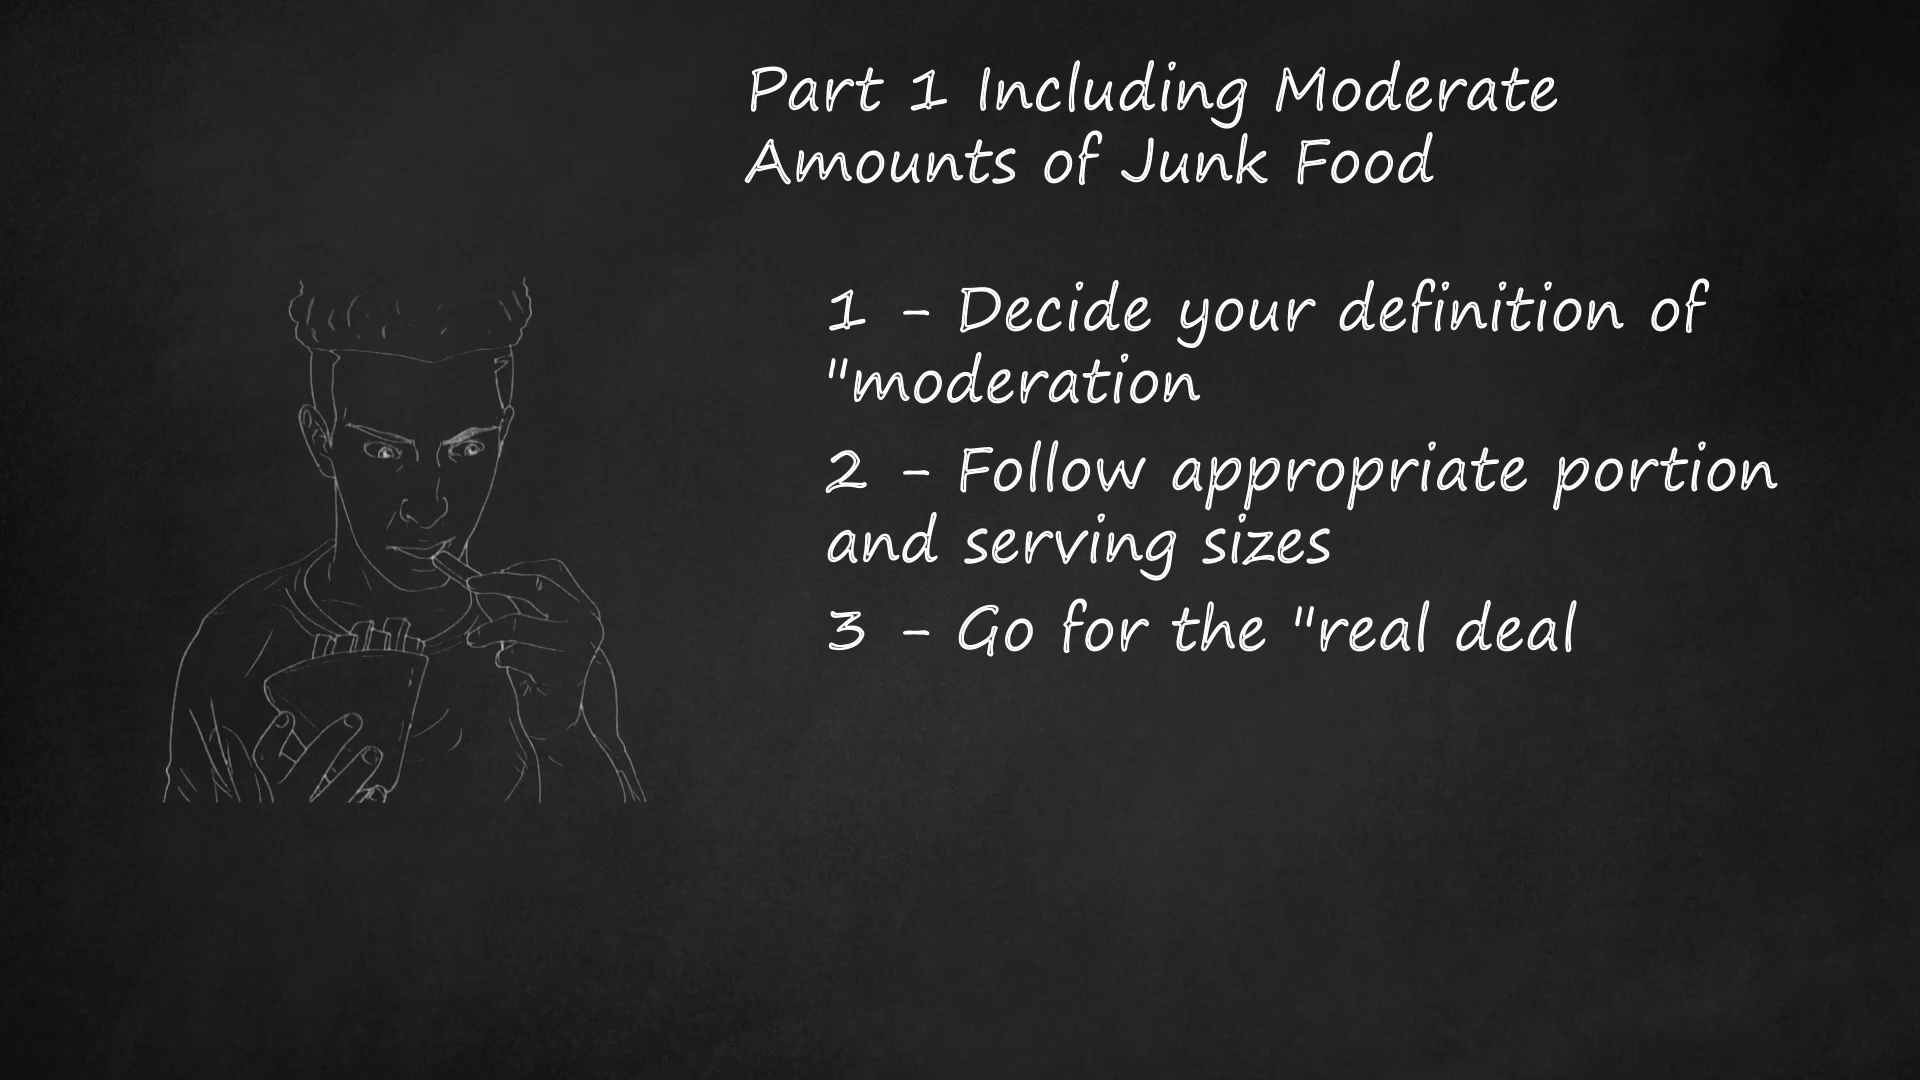 Part 1 Including Moderate
Amounts of Junk Food
1 - Decide your definition of
"moderation
2 - Follow appropriate portion
and serving sizes
3 - Go for the "real deal